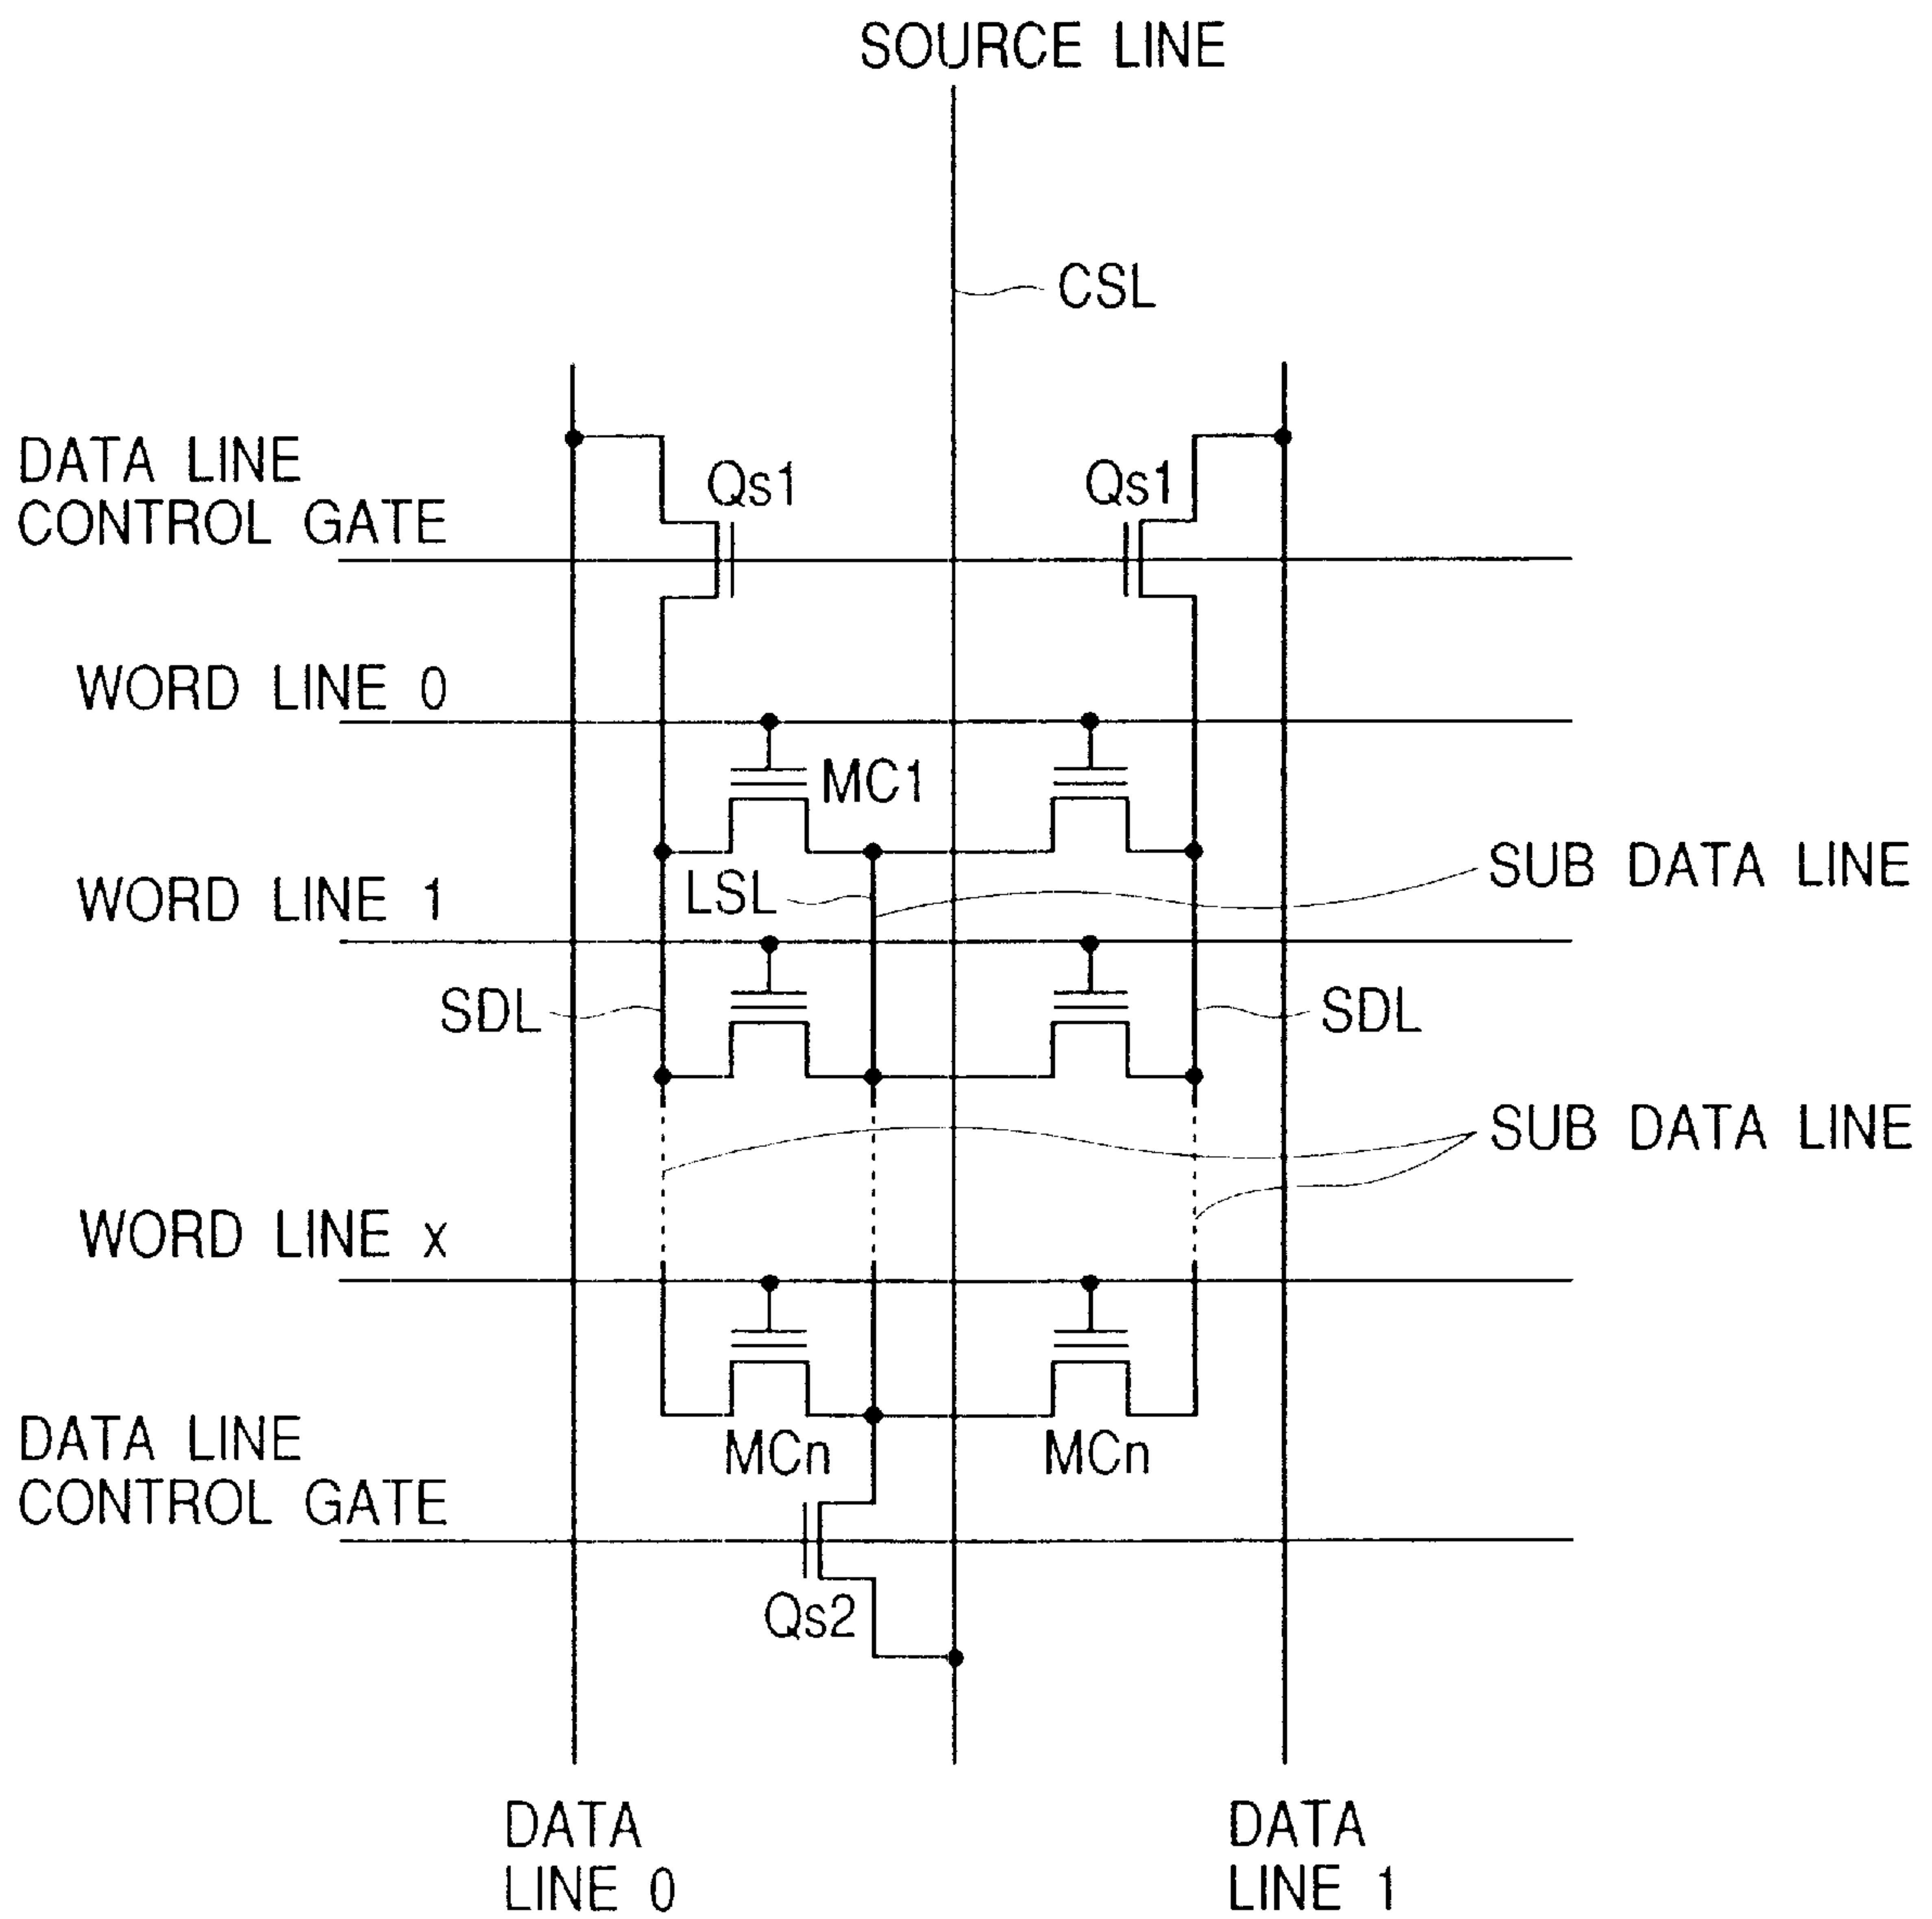 SOURCE LINE
CSL
DATA LINE
CONTROL GATE
Qs1
Qs1
WORD LINE 0
MC1
WORD LINE 1
LSL
SUB DATA LINE
SDL
SDL
SUB DATA LINE
WORD LINE x
DATA LINE
CONTROL GATE
MCn
MCn
Qs2
DATA
LINE 0
DATA
LINE 1